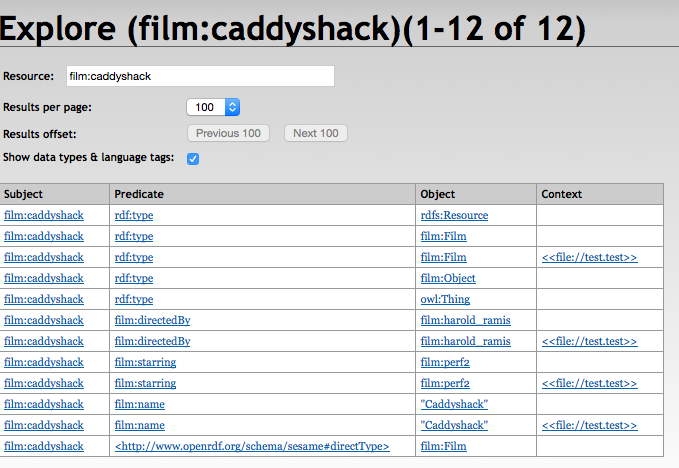 Explore (film:caddyshack)(1-12 of 12)
Resource: film:caddyshack
Results per page: 100
Results offset: Previous 100 Next 100
Show data types & language tags:
Subject Predicate Object Context
film:caddyshack rdf:type rdfs:Resource
film:caddyshack rdf:type film:Film
film:caddyshack rdf:type film:Film <<file://test.test>>
film:caddyshack rdf:type film:Object
film:caddyshack rdf:type owl:Thing
film:caddyshack film:directedBy film:harold_ramis
film:caddyshack film:directedBy film:harold_ramis <<file://test.test>>
film:caddyshack film:starring film:perf2
film:caddyshack film:starring film:perf2 <<file://test.test>>
film:caddyshack film:name "Caddyshack"
film:caddyshack film:name "Caddyshack" <<file://test.test>>
film:caddyshack <http://www.openrdf.org/schema/sesame#directType> film:Film